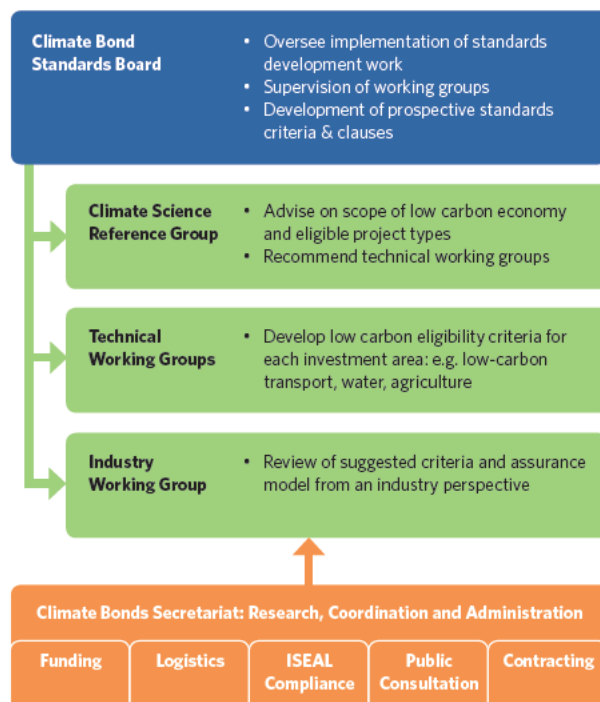 Climate Bond
Standards Board
• Oversee implementation of standards
development work
• Supervision of working groups
• Development of prospective standards
criteria & clauses
Climate Science
Reference Group
• Advise on scope of low carbon economy
and eligible project types
• Recommend technical working groups
Technical
Working Groups
• Develop low carbon eligibility criteria for
each investment area: e.g. low-carbon
transport, water, agriculture
Industry
Working Group
• Review of suggested criteria and assurance
model from an industry perspective
Climate Bonds Secretariat: Research, Coordination and Administration
Funding
Logistics
ISEAL
Compliance
Public
Consultation
Contracting